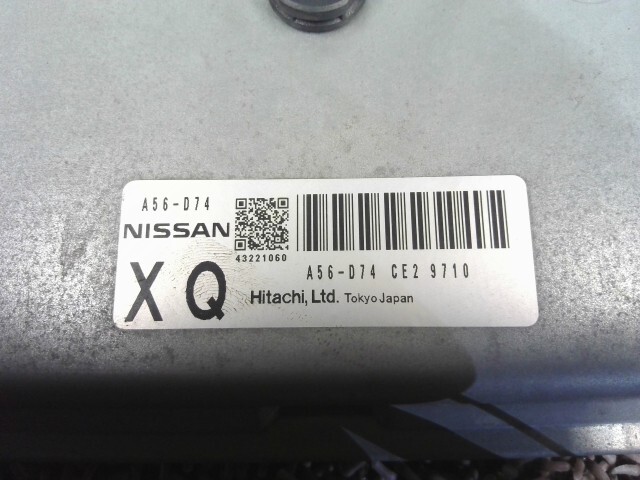 A56-D74
NISSAN
43221060
A56-D74 CE2 9710
X Q
Hitachi, Ltd. Tokyo Japan